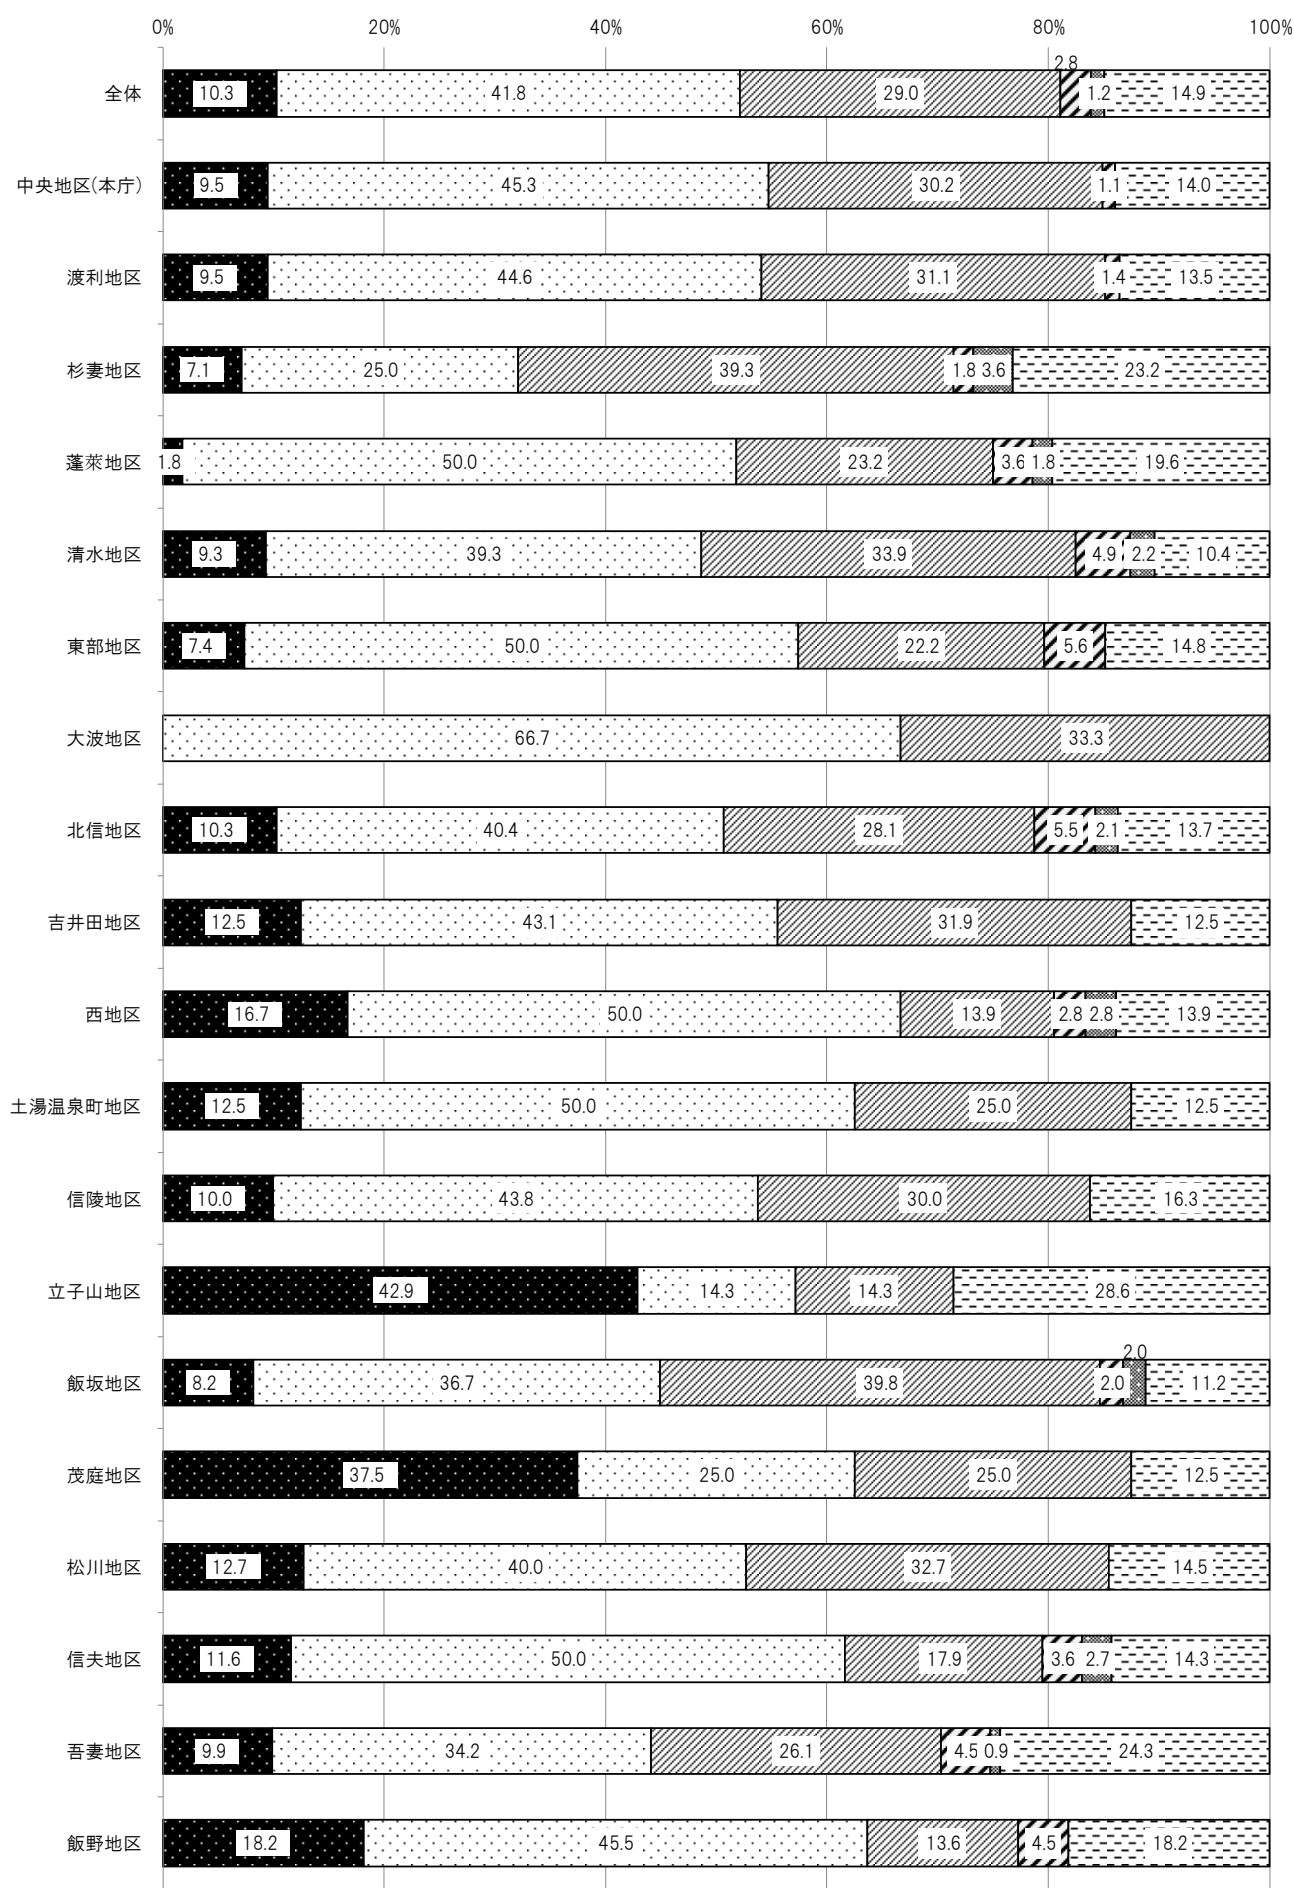 0% 20% 40% 60% 80% 100%
全体 10.3 41.8 29.0 2.8 1.2 14.9
中央地区(本庁) 9.5 45.3 30.2 1.1 14.0
渡利地区 9.5 44.6 31.1 1.4 13.5
杉妻地区 7.1 25.0 39.3 1.8 3.6 23.2
蓬萊地区 1.8 50.0 23.2 3.6 1.8 19.6
清水地区 9.3 39.3 33.9 4.9 2.2 10.4
東部地区 7.4 50.0 22.2 5.6 14.8
大波地区 66.7 33.3
北信地区 10.3 40.4 28.1 5.5 2.1 13.7
吉井田地区 12.5 43.1 31.9 12.5
西地区 16.7 50.0 13.9 2.8 2.8 13.9
土湯温泉町地区 12.5 50.0 25.0 12.5
信陵地区 10.0 43.8 30.0 16.3
立子山地区 42.9 14.3 14.3 28.6
飯坂地区 8.2 36.7 39.8 2.0 2.0 11.2
茂庭地区 37.5 25.0 25.0 12.5
松川地区 12.7 40.0 32.7 14.5
信夫地区 11.6 50.0 17.9 3.6 2.7 14.3
吾妻地区 9.9 34.2 26.1 4.5 0.9 24.3
飯野地区 18.2 45.5 13.6 4.5 18.2